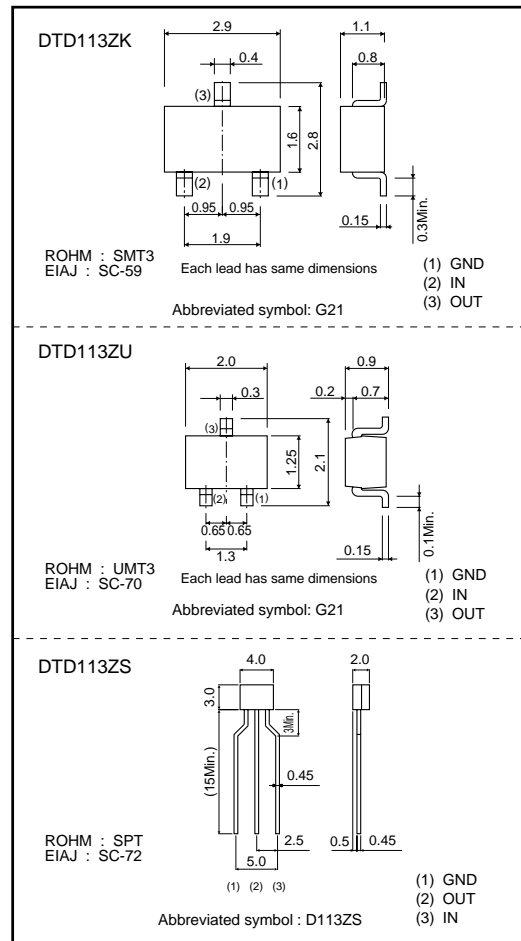 DTD113ZK
2.9
1.1
0.4
0.8
(3)
1.6
2.8
(2)
(1)
0.95 0.95
1.9
0.15
0.3Min.
ROHM : SMT3
EIAJ : SC-59
Each lead has same dimensions
(1) GND
(2) IN
(3) OUT
Abbreviated symbol: G21
DTD113ZU
2.0
0.9
0.3
0.2
0.7
(3)
1.25
2.1
(2)
(1)
0.65 0.65
1.3
0.15
0.1Min.
ROHM : UMT3
EIAJ : SC-70
Each lead has same dimensions
(1) GND
(2) IN
(3) OUT
Abbreviated symbol: G21
DTD113ZS
4.0
2.0
3.0
3Min.
(15Min.)
0.45
2.5
0.5
0.45
5.0
ROHM : SPT
EIAJ : SC-72
(1) (2) (3)
(1) GND
(2) OUT
(3) IN
Abbreviated symbol : D113ZS